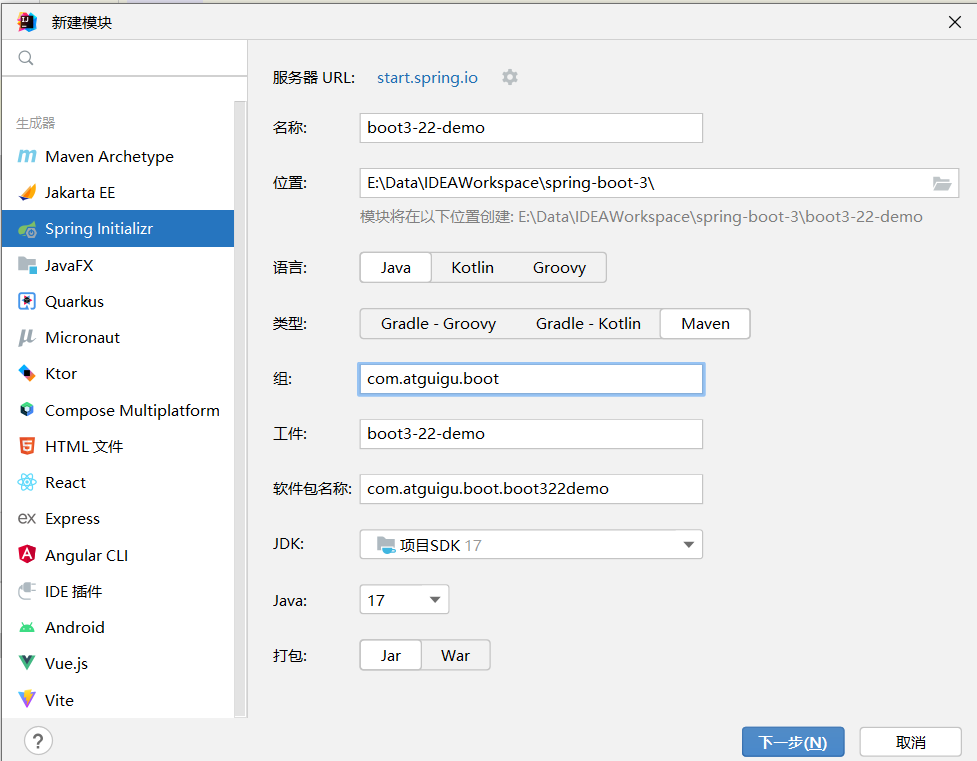 新建模块
服务器 URL: start.spring.io
生成器
Maven Archetype
Jakarta EE
Spring Initializr
JavaFX
Quarkus
Micronaut
Ktor
Compose Multiplatform
HTML 文件
React
Express
Angular CLI
IDE 插件
Android
Vue.js
Vite
名称: boot3-22-demo
位置: E:\Data\IDEAWorkspace\spring-boot-3\
模块将在以下位置创建: E:\Data\IDEAWorkspace\spring-boot-3\boot3-22-demo
语言: Java Kotlin Groovy
类型: Gradle - Groovy Gradle - Kotlin Maven
组: com.atguigu.boot
工件: boot3-22-demo
软件包名称: com.atguigu.boot.boot322demo
JDK: 项目SDK 17
Java: 17
打包: Jar War
? 下一步(N) 取消